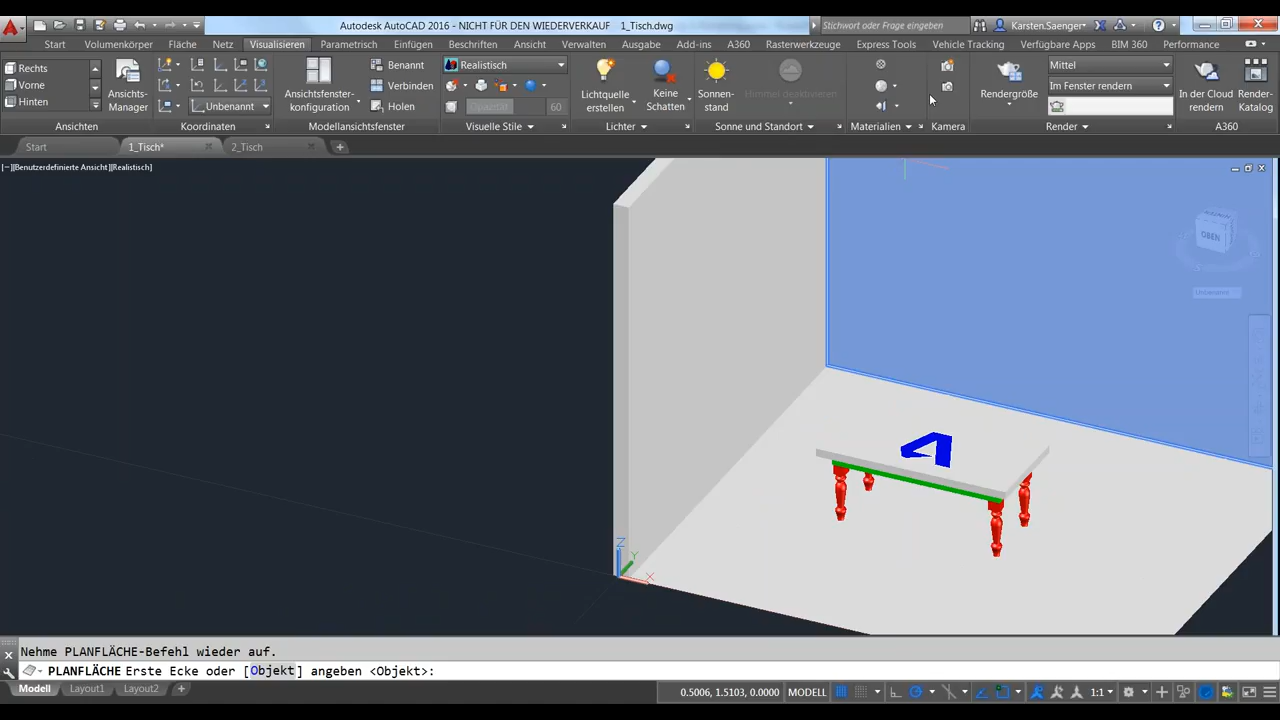 Autodesk AutoCAD 2016 - NICHT FÜR DEN WIEDERVERKAUF 1_Tisch.dwg
Stichwort oder Frage eingeben
Karsten.Saenger
Start Volumenkörper Fläche Netz Visualisieren Parametrisch Einfügen Beschriften Ansicht Verwalten Ausgabe Add-ins A360 Rasterwerkzeuge Express Tools Vehicle Tracking Verfügbare Apps BIM 360 Performance
Rechts
Vorne
Hinten
Ansichts-
Manager
Unbenannt
Ansichtsfenster-
konfiguration
Benannt
Verbinden
Holen
Realistisch
Opazität 60
Lichtquelle
erstellen
Keine
Schatten
Sonnen-
stand
Himmel deaktivieren
Rendergröße
Mittel
Im Fenster rendern
In der Cloud
rendern
Render-
Katalog
Ansichten Koordinaten Modellansichtsfenster Visuelle Stile Lichter Sonne und Standort Materialien Kamera Render A360
Start 1_Tisch* 2_Tisch
[−][Benutzerdefinierte Ansicht][Realistisch]
OBEN
Unbenannt
Z
Y
X
Nehme PLANFLÄCHE-Befehl wieder auf.
PLANFLÄCHE Erste Ecke oder [Objekt] angeben <Objekt>:
Modell Layout1 Layout2 +
0.5006, 1.5103, 0.0000 MODELL 1:1